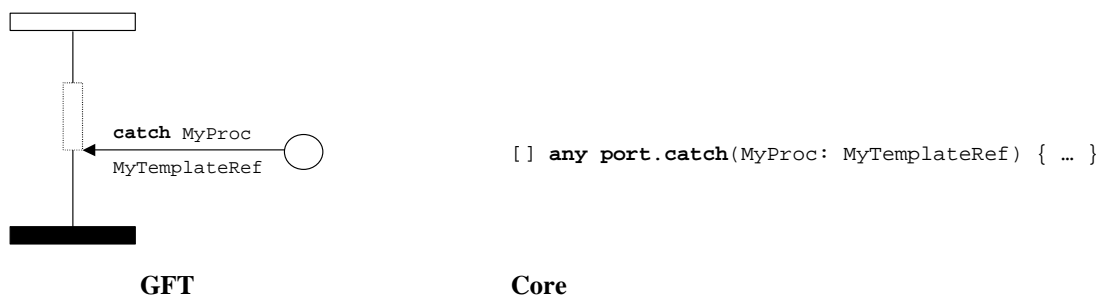 catch MyProc
MyTemplateRef
[] any port.catch(MyProc: MyTemplateRef) { … }
GFT Core